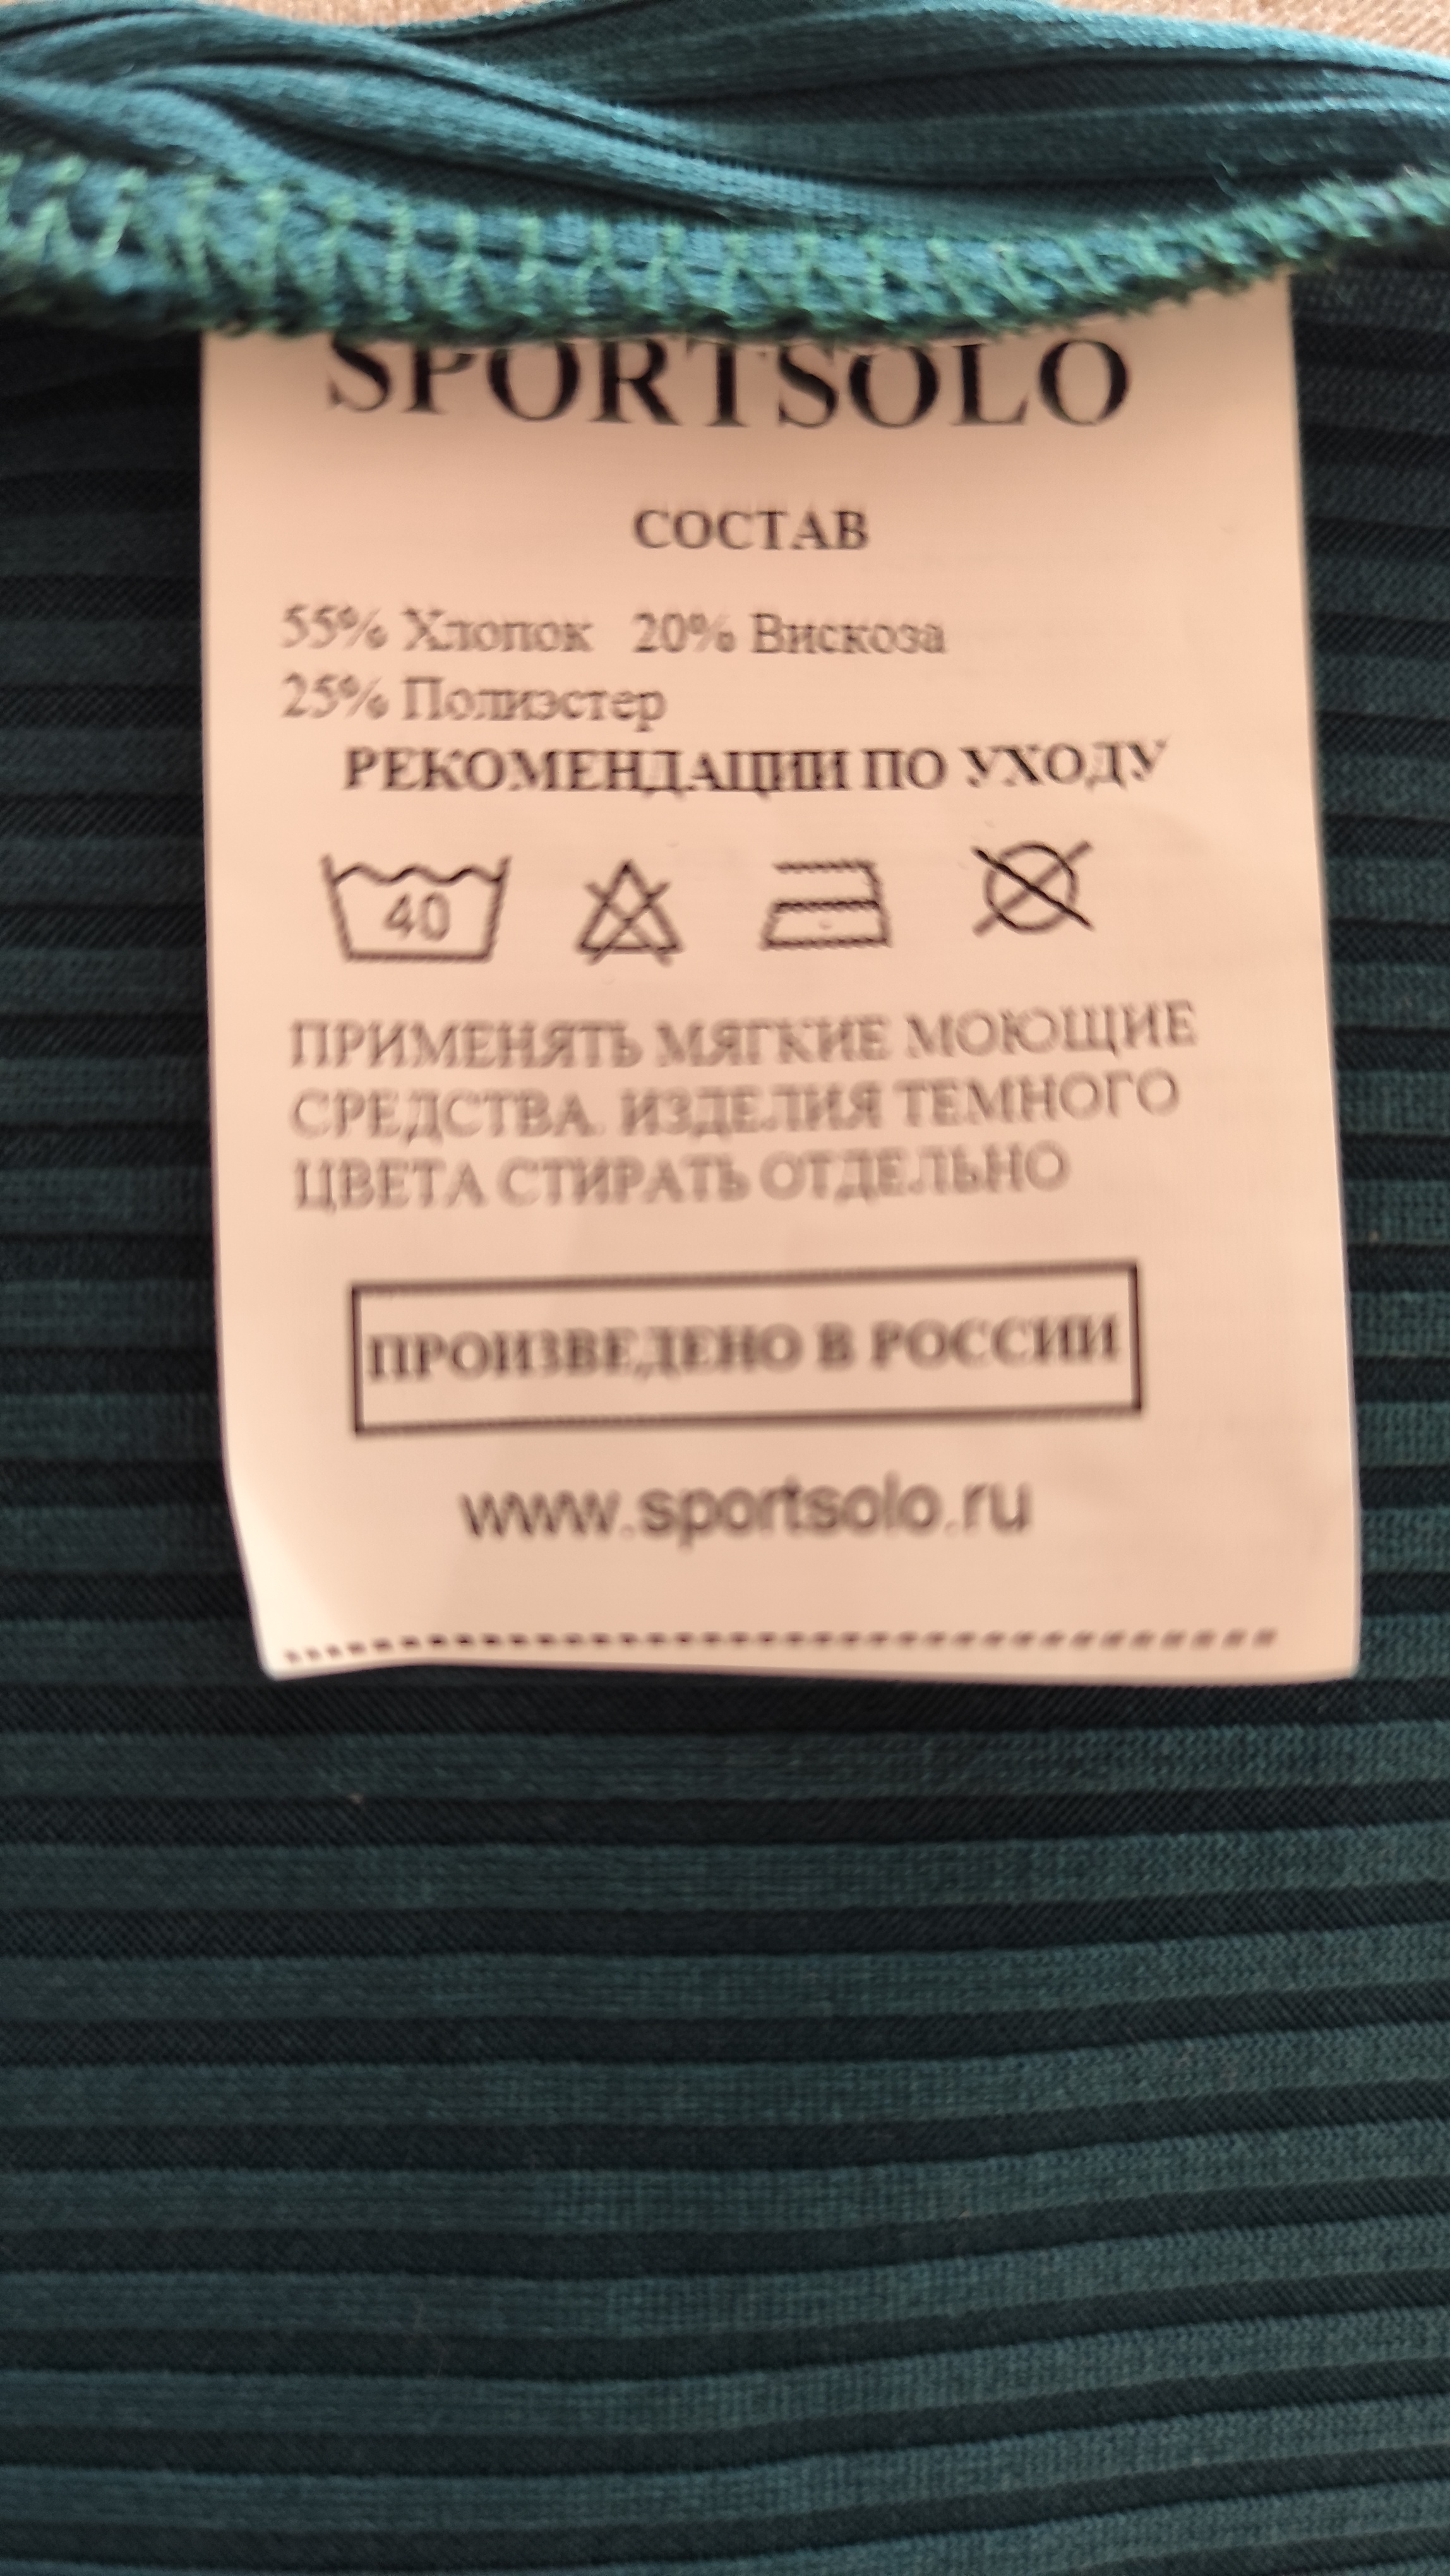 SPORTSOLO
СОСТАВ
55% Хлопок 20% Вискоза
25% Полиэстер
РЕКОМЕНДАЦИИ ПО УХОДУ
40
ПРИМЕНЯТЬ МЯГКИЕ МОЮЩИЕ
СРЕДСТВА. ИЗДЕЛИЯ ТЕМНОГО
ЦВЕТА СТИРАТЬ ОТДЕЛЬНО
ПРОИЗВЕДЕНО В РОССИИ
www.sportsolo.ru